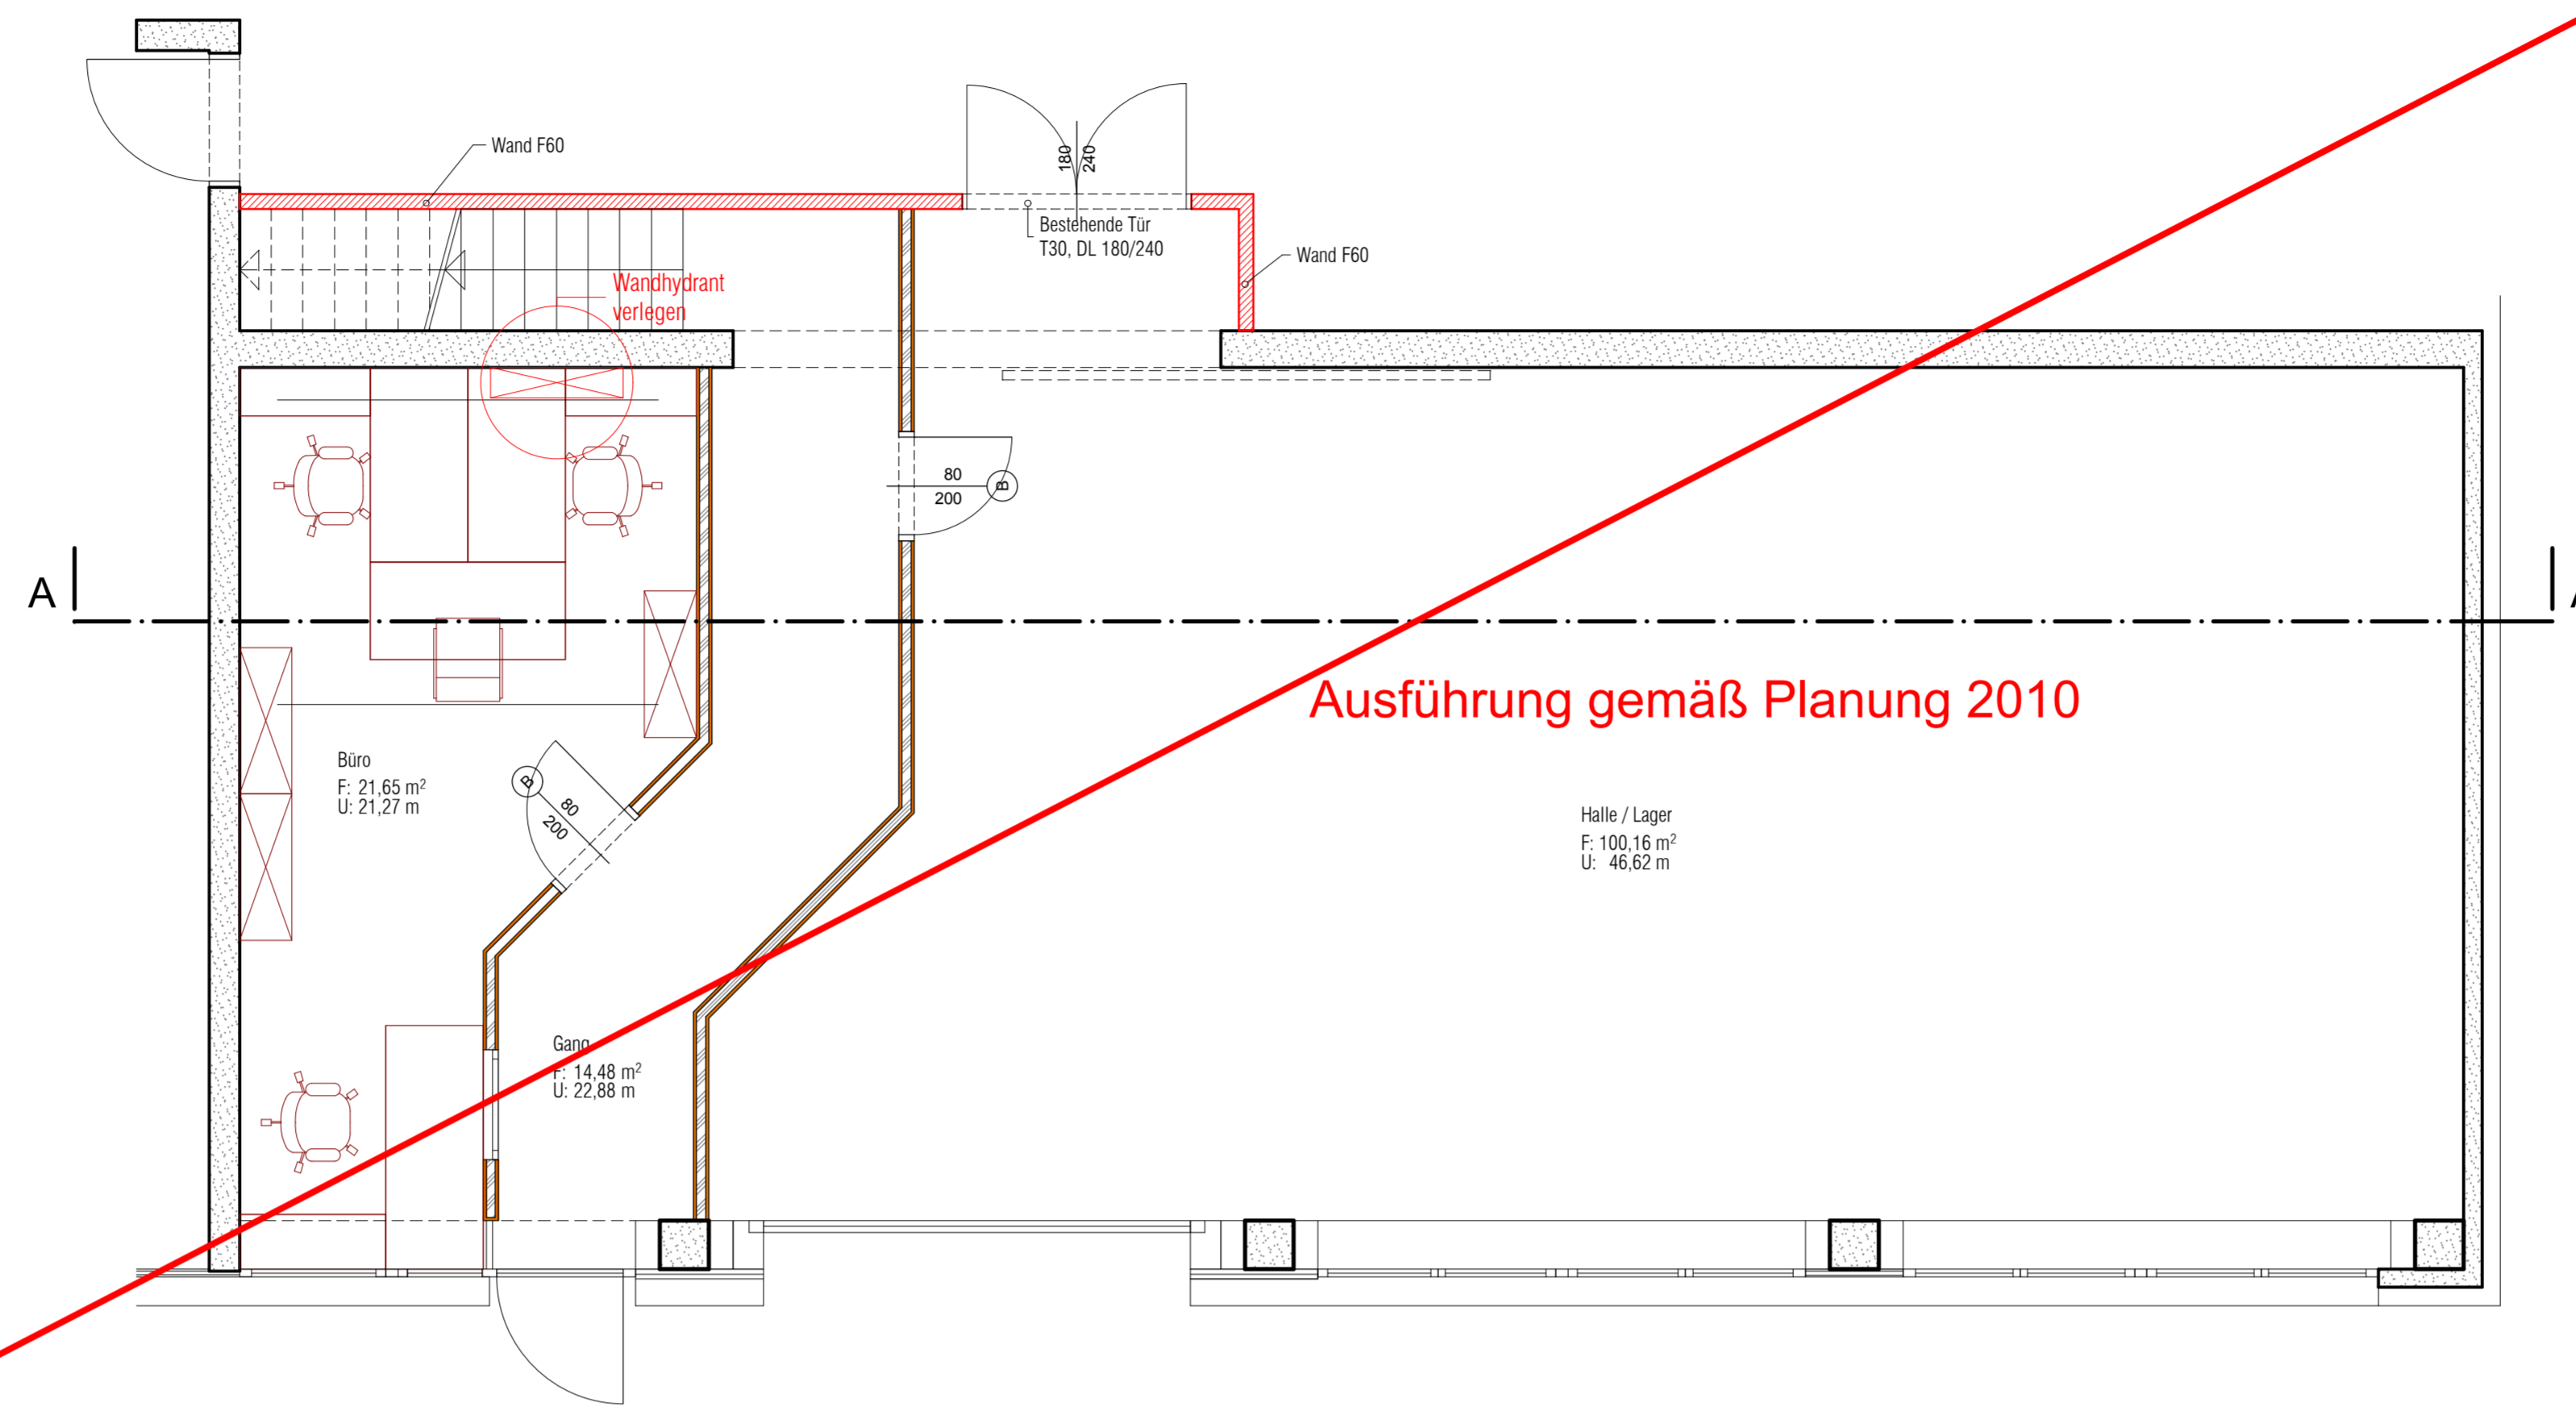 Wand F60
180
240
Bestehende Tür
T30, DL 180/240
Wand F60
Wandhydrant
verlegen
80
200
B
A
Ausführung gemäß Planung 2010
Büro
F: 21,65 m²
U: 21,27 m
B
80
200
Halle / Lager
F: 100,16 m²
U: 46,62 m
Gang
F: 14,48 m²
U: 22,88 m